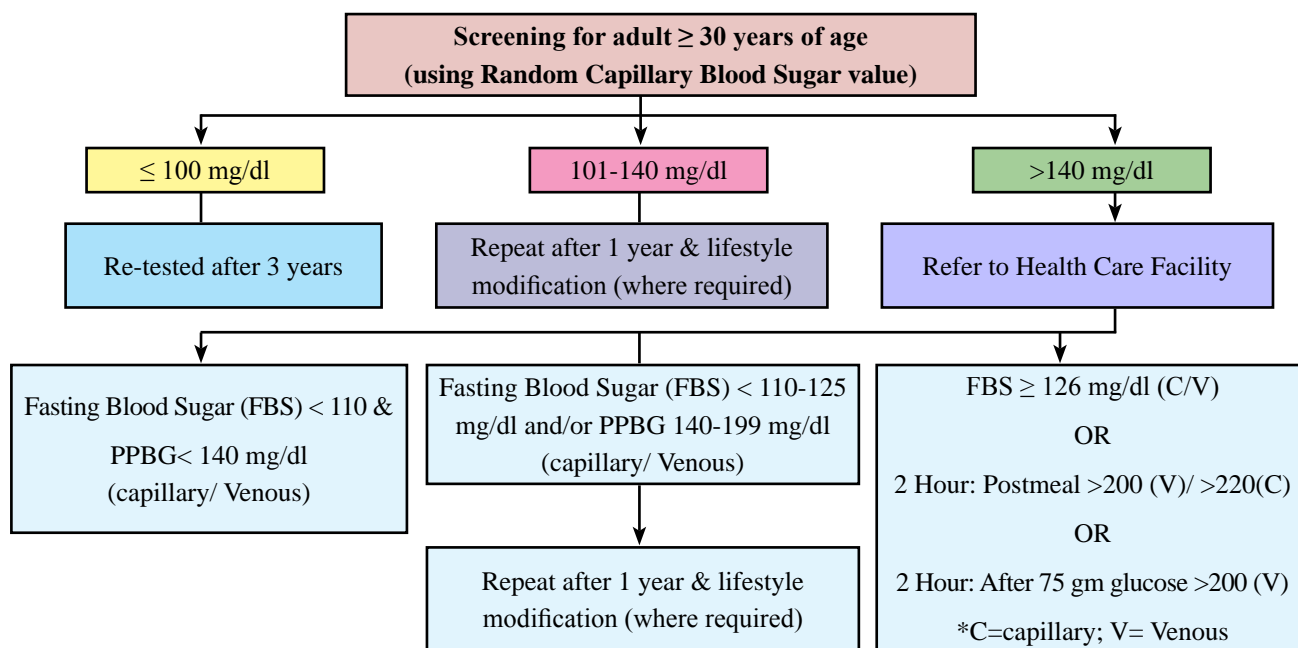 Screening for adult ≥ 30 years of age
(using Random Capillary Blood Sugar value)
≤ 100 mg/dl
101-140 mg/dl
>140 mg/dl
Re-tested after 3 years
Repeat after 1 year & lifestyle
modification (where required)
Refer to Health Care Facility
Fasting Blood Sugar (FBS) < 110 &
PPBG< 140 mg/dl
(capillary/ Venous)
Fasting Blood Sugar (FBS) < 110-125
mg/dl and/or PPBG 140-199 mg/dl
(capillary/ Venous)
Repeat after 1 year & lifestyle
modification (where required)
FBS ≥ 126 mg/dl (C/V)
OR
2 Hour: Postmeal >200 (V)/ >220(C)
OR
2 Hour: After 75 gm glucose >200 (V)
*C=capillary; V= Venous